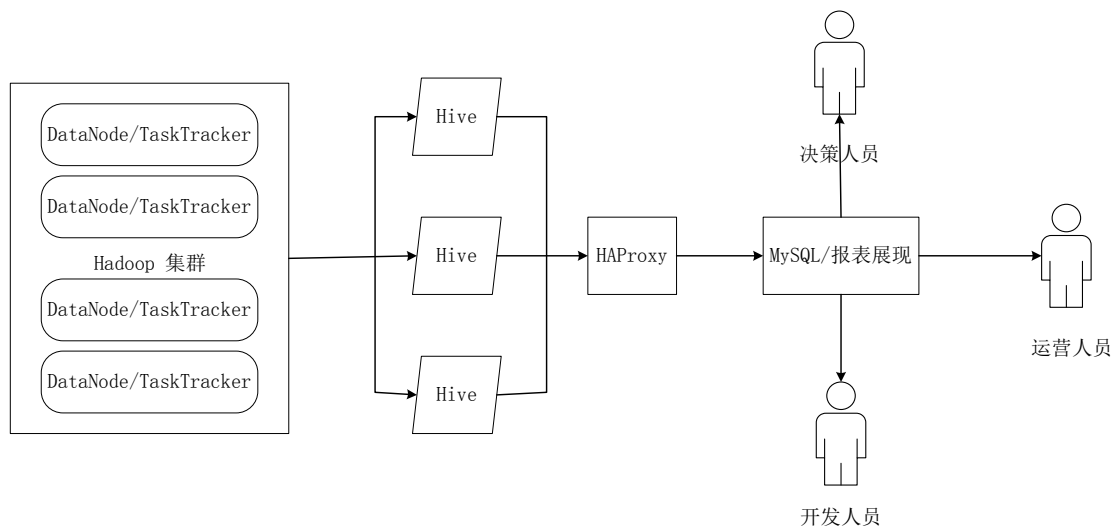 DataNode/TaskTracker
DataNode/TaskTracker
Hadoop 集群
DataNode/TaskTracker
DataNode/TaskTracker
Hive
Hive
Hive
HAProxy
MySQL/报表展现
决策人员
运营人员
开发人员